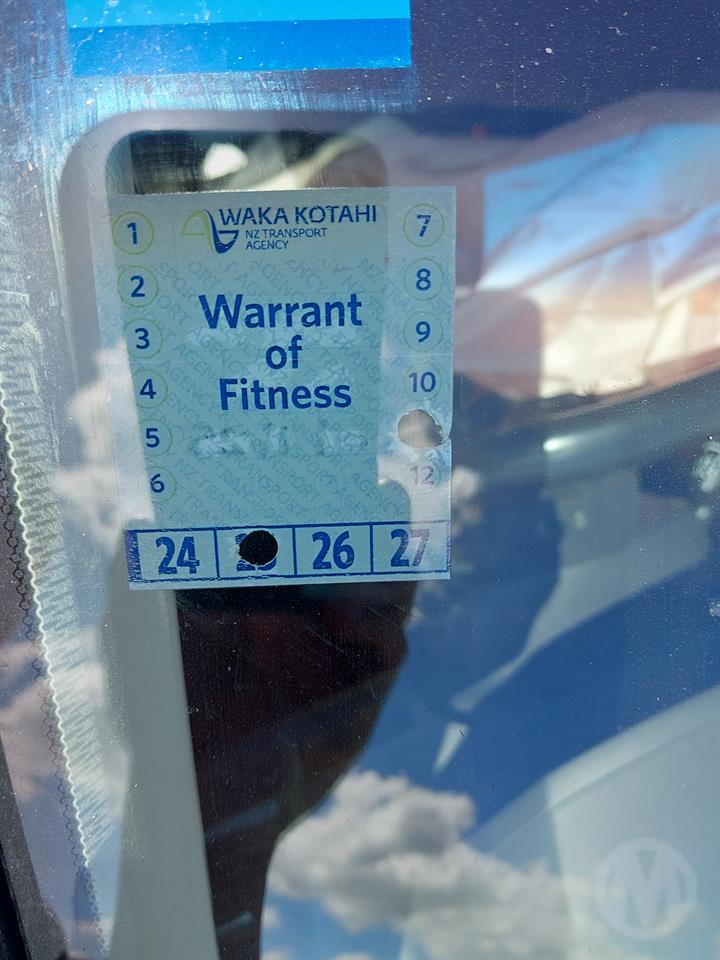 WAKA KOTAHI
NZ TRANSPORT
AGENCY
1
2
3
4
5
6
7
8
9
10
12
Warrant
of
Fitness
24
26
27
M